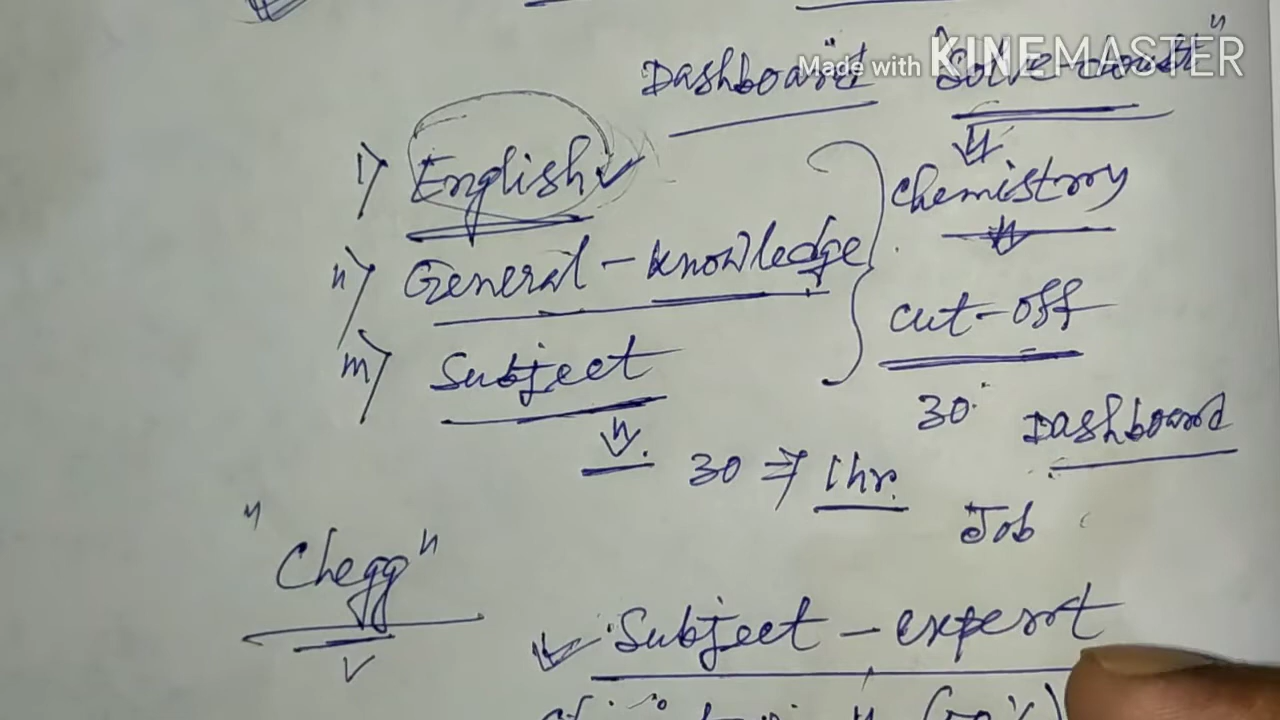 Made with KINEMASTER
Dashboard - "Solve-doubt"
i) English
Chemistry
ii) General - knowledge
cut-off
iii) Subject
30
Dashboard
30 ⇒ 1hr.
Job
"Chegg"
Subject - expert